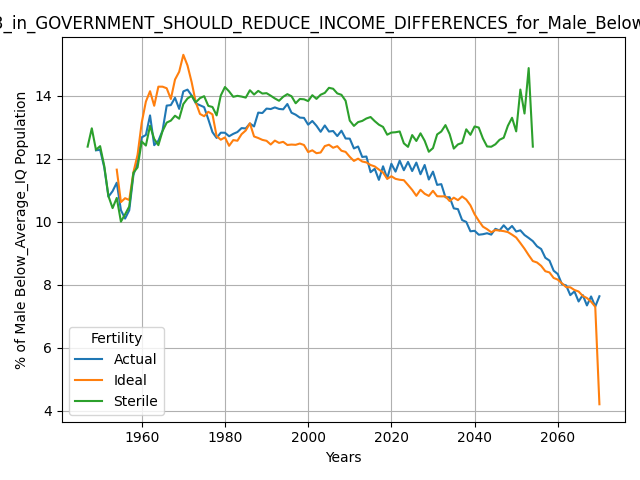 3_in_GOVERNMENT_SHOULD_REDUCE_INCOME_DIFFERENCES_for_Male_Below
% of Male Below_Average_IQ Population
14
12
10
8
6
4
Fertility
Actual
Ideal
Sterile
1960 1980 2000 2020 2040 2060
Years